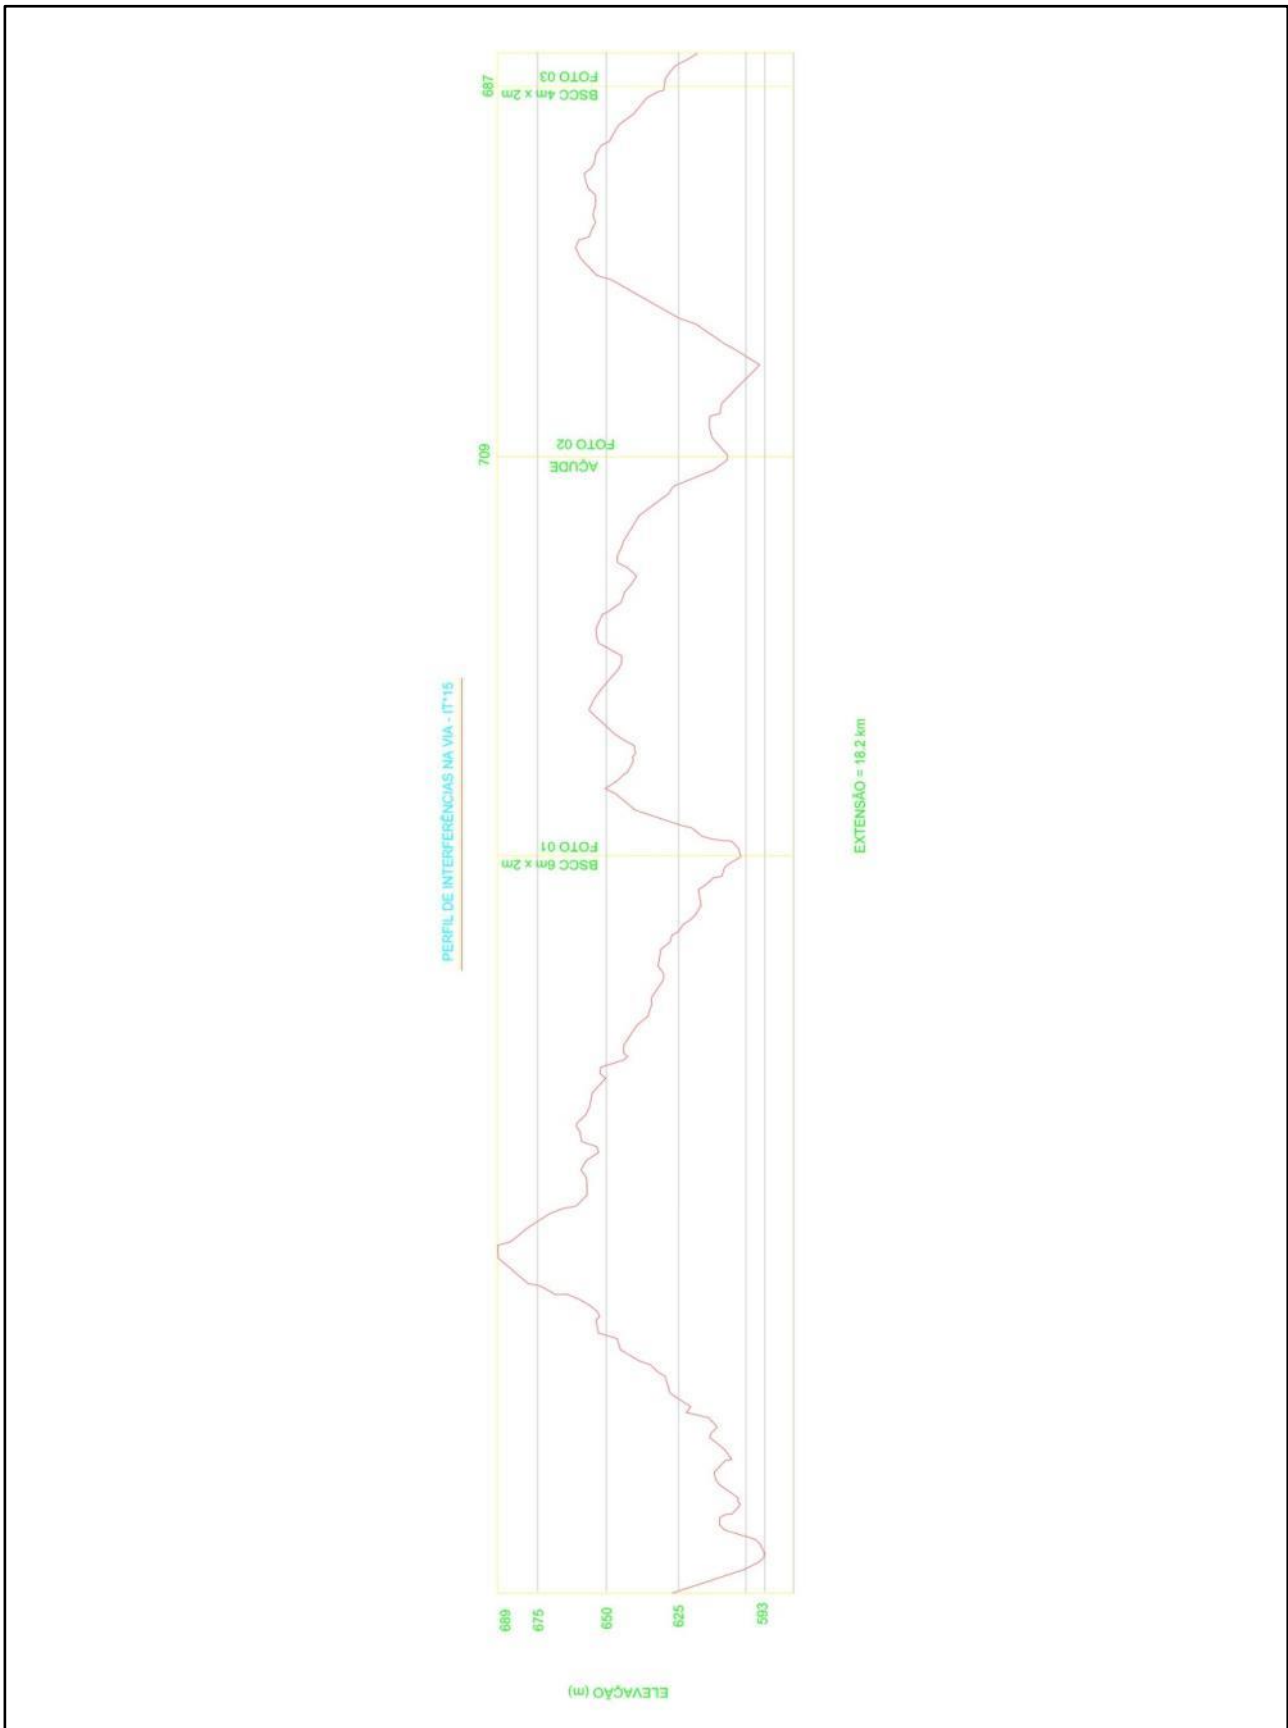 PERFIL DE INTERFERÊNCIAS NA VIA - IT*15
ELEVAÇÃO (m)
689
675
650
625
593
BSCC 6m x 2m
FOTO 01
709
AÇUDE
FOTO 02
687
BSCC 4m x 2m
FOTO 03
EXTENSÃO = 18.2 km